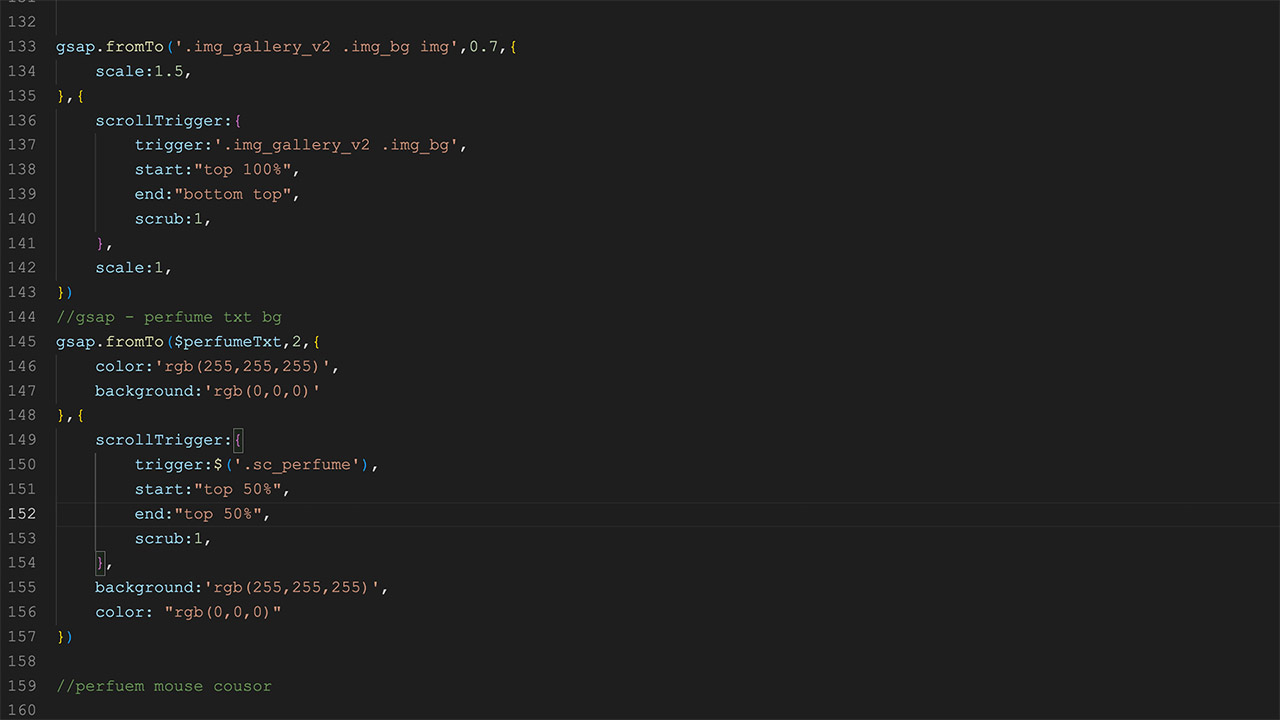 132
133 gsap.fromTo('.img_gallery_v2 .img_bg img',0.7,{
134 scale:1.5,
135 },{
136 scrollTrigger:{
137 trigger:'.img_gallery_v2 .img_bg',
138 start:"top 100%",
139 end:"bottom top",
140 scrub:1,
141 },
142 scale:1,
143 })
144 //gsap - perfume txt bg
145 gsap.fromTo($perfumeTxt,2,{
146 color:'rgb(255,255,255)',
147 background:'rgb(0,0,0)'
148 },{
149 scrollTrigger:{
150 trigger:$('.sc_perfume'),
151 start:"top 50%",
152 end:"top 50%",
153 scrub:1,
154 },
155 background:'rgb(255,255,255)',
156 color: "rgb(0,0,0)"
157 })
158
159 //perfuem mouse cousor
160